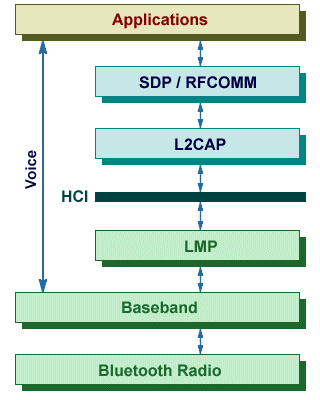 Applications
SDP / RFCOMM
L2CAP
Voice
HCI
LMP
Baseband
Bluetooth Radio